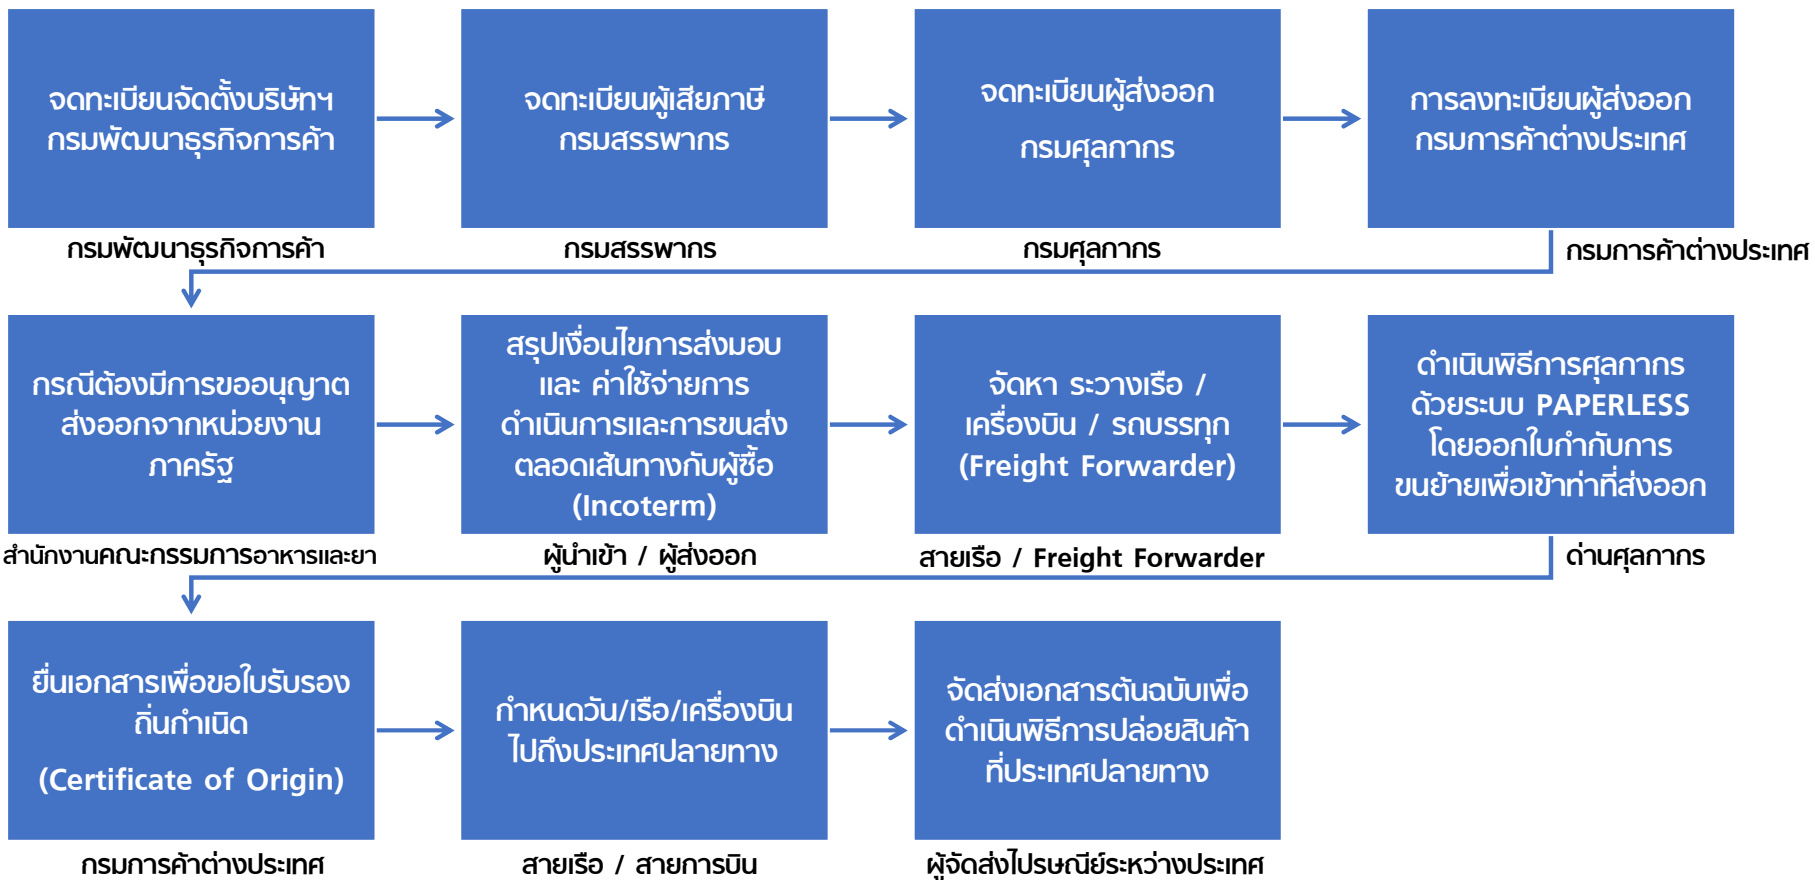 จดทะเบียนจัดตั้งบริษัทฯ
กรมพัฒนาธุรกิจการค้า
จดทะเบียนผู้เสียภาษี
กรมสรรพากร
จดทะเบียนผู้ส่งออก
กรมศุลกากร
การลงทะเบียนผู้ส่งออก
กรมการค้าต่างประเทศ
กรมพัฒนาธุรกิจการค้า
กรมสรรพากร
กรมศุลกากร
กรมการค้าต่างประเทศ
กรณีต้องมีการขออนุญาต
ส่งออกจากหน่วยงาน
ภาครัฐ
สรุปเงื่อนไขการส่งมอบ
และ ค่าใช้จ่ายการ
ดำเนินการและการขนส่ง
ตลอดเส้นทางกับผู้ซื้อ
(Incoterm)
จัดหา ระวางเรือ /
เครื่องบิน / รถบรรทุก
(Freight Forwarder)
ดำเนินพิธีการศุลกากร
ด้วยระบบ PAPERLESS
โดยออกใบกำกับการ
ขนย้ายเพื่อเข้าท่าที่ส่งออก
สำนักงานคณะกรรมการอาหารและยา
ผู้นำเข้า / ผู้ส่งออก
สายเรือ / Freight Forwarder
ด่านศุลกากร
ยื่นเอกสารเพื่อขอใบรับรอง
ถิ่นกำเนิด
(Certificate of Origin)
กำหนดวัน/เรือ/เครื่องบิน
ไปถึงประเทศปลายทาง
จัดส่งเอกสารต้นฉบับเพื่อ
ดำเนินพิธีการปล่อยสินค้า
ที่ประเทศปลายทาง
กรมการค้าต่างประเทศ
สายเรือ / สายการบิน
ผู้จัดส่งไปรษณีย์ระหว่างประเทศ